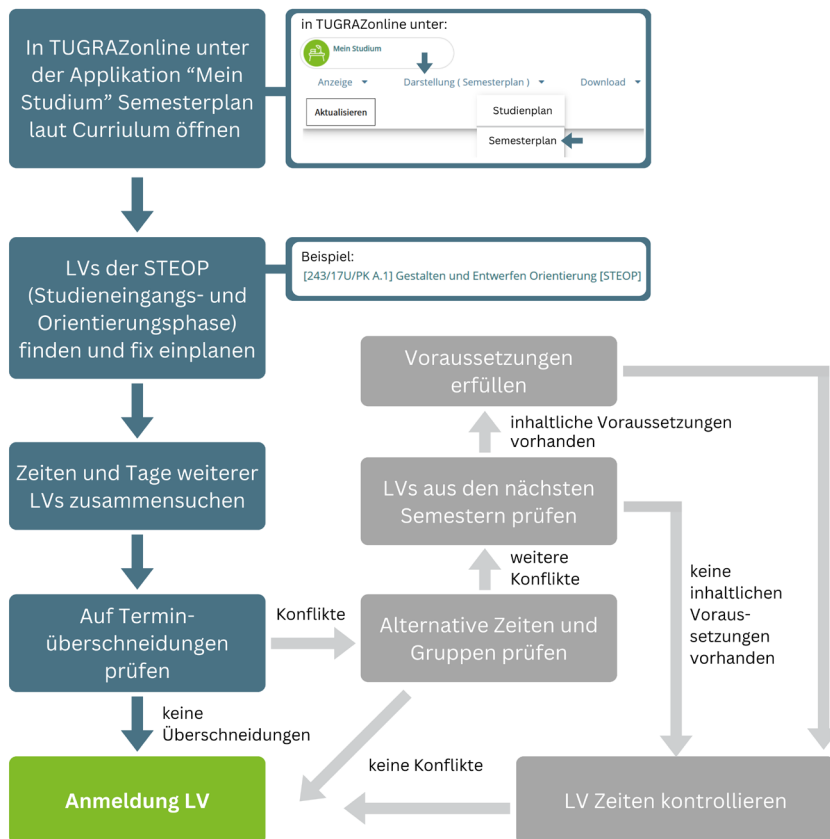 In TUGRAZonline unter
der Applikation “Mein
Studium” Semesterplan
laut Curriulum öffnen
in TUGRAZonline unter:
Mein Studium
Anzeige
Darstellung ( Semesterplan )
Download
Aktualisieren
Studienplan
Semesterplan
LVs der STEOP
(Studieneingangs- und
Orientierungsphase)
finden und fix einplanen
Beispiel:
[243/17U/PK A.1] Gestalten und Entwerfen Orientierung [STEOP]
Voraussetzungen
erfüllen
inhaltliche Voraussetzungen
vorhanden
Zeiten und Tage weiterer
LVs zusammensuchen
LVs aus den nächsten
Semestern prüfen
weitere
Konflikte
keine
inhaltlichen
Voraus-
setzungen
vorhanden
Auf Termin-
überschneidungen
prüfen
Konflikte
Alternative Zeiten und
Gruppen prüfen
keine
Überschneidungen
keine Konflikte
Anmeldung LV
LV Zeiten kontrollieren